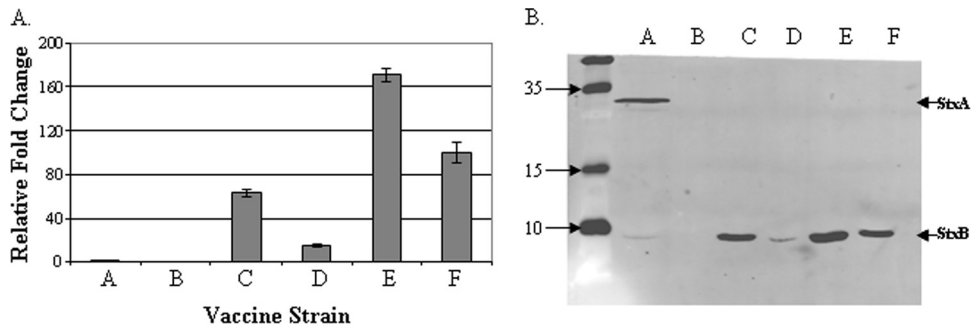 A.
Relative Fold Change
200
160
120
80
40
0
A B C D E F
Vaccine Strain
B.
A B C D E F
35
15
10
StxA
StxB